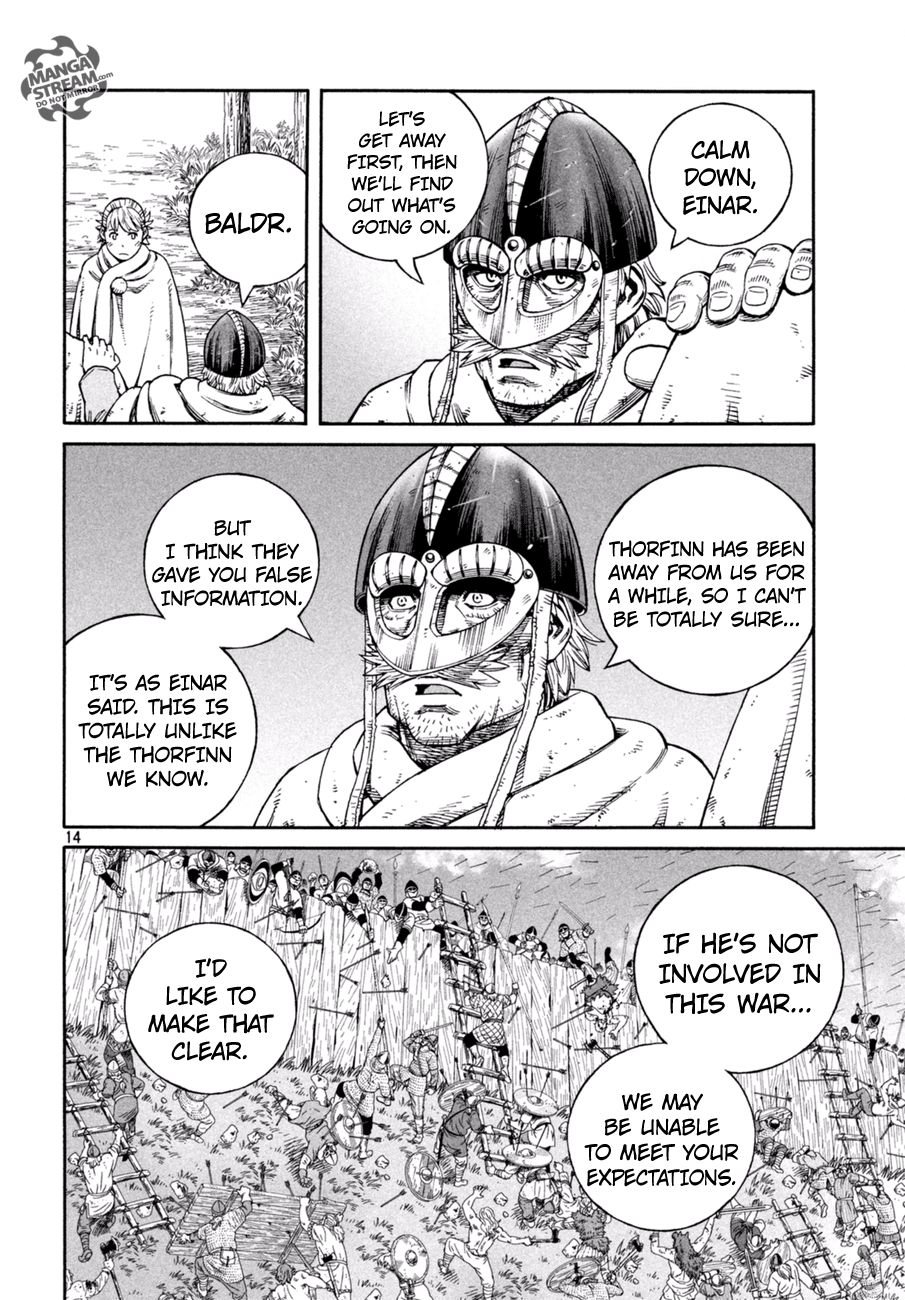 MANGA
STREAM.com
DO NOT MIRROR
CALM
DOWN,
EINAR.
LET'S
GET AWAY
FIRST, THEN
WE'LL FIND
OUT WHAT'S
GOING ON.
BALDR.
THORFINN HAS BEEN
AWAY FROM US FOR
A WHILE, SO I CAN'T
BE TOTALLY SURE...
BUT
I THINK THEY
GAVE YOU FALSE
INFORMATION.
IT'S AS EINAR
SAID. THIS IS
TOTALLY UNLIKE
THE THORFINN
WE KNOW.
14
IF HE'S NOT
INVOLVED IN
THIS WAR...
WE MAY
BE UNABLE
TO MEET YOUR
EXPECTATIONS.
I'D
LIKE TO
MAKE THAT
CLEAR.